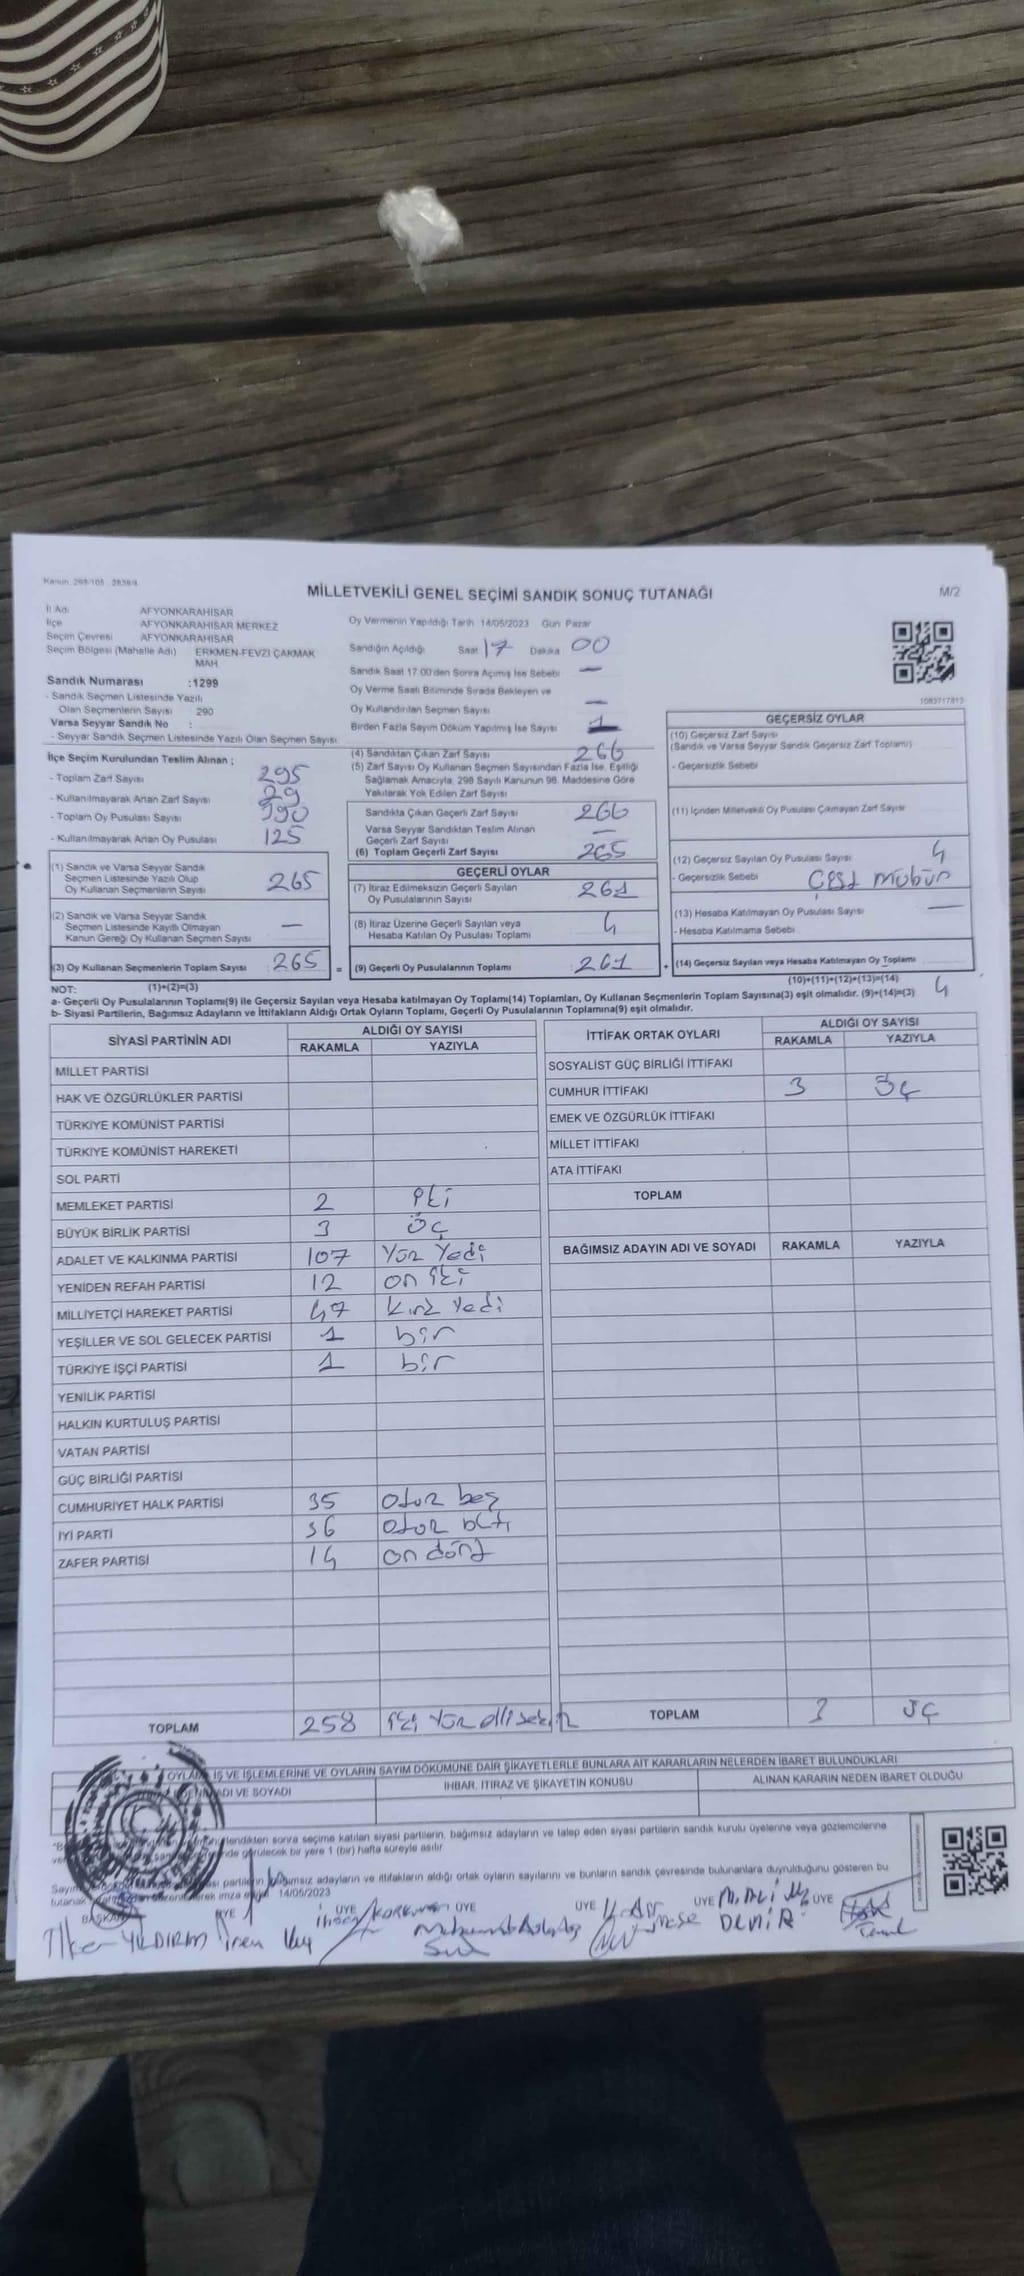 Kanun: 298/105 - 2839/4
MİLLETVEKİLİ GENEL SEÇİMİ SANDIK SONUÇ TUTANAĞI
M/2
İl Adı AFYONKARAHİSAR
İlçe AFYONKARAHİSAR MERKEZ
Seçim Çevresi AFYONKARAHİSAR
Seçim Bölgesi (Mahalle Adı) ERKMEN-FEVZİ ÇAKMAK
MAH.
Sandık Numarası :1299
- Sandık Seçmen Listesinde Yazılı
Olan Seçmenlerin Sayısı 290
Varsa Seyyar Sandık No :
- Seyyar Sandık Seçmen Listesinde Yazılı Olan Seçmen Sayısı
Oy Vermenin Yapıldığı Tarih 14/05/2023 Gün Pazar
Sandığın Açıldığı Saat 17 Dakika 00
Sandık Saat 17.00'den Sonra Açımış İse Sebebi —
Oy Verme Saati Bitiminde Sırada Bekleyen ve
Oy Kullandırılan Seçmen Sayısı —
Birden Fazla Sayım Döküm Yapılmış İse Sayısı 1
1083717813
İlçe Seçim Kurulundan Teslim Alınan ;
- Toplam Zarf Sayısı 295
- Kullanılmayarak Artan Zarf Sayısı 29
- Toplam Oy Pusulası Sayısı 390
- Kullanılmayarak Artan Oy Pusulası 125
(4) Sandıktan Çıkan Zarf Sayısı 266
(5) Zarf Sayısı Oy Kullanan Seçmen Sayısından Fazla İse, Eşitliği
Sağlamak Amacıyla, 298 Sayılı Kanunun 98. Maddesine Göre
Yakılarak Yok Edilen Zarf Sayısı
Sandıkta Çıkan Geçerli Zarf Sayısı 266
Varsa Seyyar Sandıktan Teslim Alınan
Geçerli Zarf Sayısı —
(6) Toplam Geçerli Zarf Sayısı 265
GEÇERSİZ OYLAR
(10) Geçersiz Zarf Sayısı
(Sandık ve Varsa Seyyar Sandık Geçersiz Zarf Toplamı)
- Geçersizlik Sebebi
(11) İçinden Milletvekili Oy Pusulası Çıkmayan Zarf Sayısı
(12) Geçersiz Sayılan Oy Pusulası Sayısı 4
- Geçersizlik Sebebi
(13) Hesaba Katılmayan Oy Pusulası Sayısı —
- Hesaba Katılmama Sebebi
(14) Geçersiz Sayılan veya Hesaba Katılmayan Oy Toplamı
(10)+(11)+(12)+(13)=(14) 4
(1) Sandık ve Varsa Seyyar Sandık
Seçmen Listesinde Yazılı Olup
Oy Kullanan Seçmenlerin Sayısı 265
(2) Sandık ve Varsa Seyyar Sandık
Seçmen Listesinde Kayıtlı Olmayan
Kanun Gereği Oy Kullanan Seçmen Sayısı —
(3) Oy Kullanan Seçmenlerin Toplam Sayısı 265 =
(1)+(2)=(3)
GEÇERLİ OYLAR
(7) İtiraz Edilmeksizin Geçerli Sayılan
Oy Pusulalarının Sayısı 261
(8) İtiraz Üzerine Geçerli Sayılan veya
Hesaba Katılan Oy Pusulası Toplamı 4
(9) Geçerli Oy Pusulalarının Toplamı 261 +
NOT:
a- Geçerli Oy Pusulalarının Toplamı(9) ile Geçersiz Sayılan veya Hesaba katılmayan Oy Toplamı(14) Toplamları, Oy Kullanan Seçmenlerin Toplam Sayısına(3) eşit olmalıdır. (9)+(14)=(3)
b- Siyasi Partilerin, Bağımsız Adayların ve İttifakların Aldığı Ortak Oyların Toplamı, Geçerli Oy Pusulalarının Toplamına(9) eşit olmalıdır.
SİYASİ PARTİNİN ADI ALDIĞI OY SAYISI
RAKAMLA YAZIYLA
MİLLET PARTİSİ
HAK VE ÖZGÜRLÜKLER PARTİSİ
TÜRKİYE KOMÜNİST PARTİSİ
TÜRKİYE KOMÜNİST HAREKETİ
SOL PARTİ
MEMLEKET PARTİSİ 2 iki
BÜYÜK BİRLİK PARTİSİ 3 üç
ADALET VE KALKINMA PARTİSİ 107 Yüz Yedi
YENİDEN REFAH PARTİSİ 12 on iki
MİLLİYETÇİ HAREKET PARTİSİ 47 kırk Yedi
YEŞİLLER VE SOL GELECEK PARTİSİ 1 bir
TÜRKİYE İŞÇİ PARTİSİ 1 bir
YENİLİK PARTİSİ
HALKIN KURTULUŞ PARTİSİ
VATAN PARTİSİ
GÜÇ BİRLİĞİ PARTİSİ
CUMHURİYET HALK PARTİSİ 35 otuz beş
İYİ PARTİ 36 otuz altı
ZAFER PARTİSİ 14 on dört
TOPLAM 258 iki Yüz elli sekiz
İTTİFAK ORTAK OYLARI ALDIĞI OY SAYISI
RAKAMLA YAZIYLA
SOSYALİST GÜÇ BİRLİĞİ İTTİFAKI
CUMHUR İTTİFAKI 3 üç
EMEK VE ÖZGÜRLÜK İTTİFAKI
MİLLET İTTİFAKI
ATA İTTİFAKI
TOPLAM
BAĞIMSIZ ADAYIN ADI VE SOYADI RAKAMLA YAZIYLA
TOPLAM 3 üç
OYLAMA İŞ VE İŞLEMLERİNE VE OYLARIN SAYIM DÖKÜMÜNE DAİR ŞİKAYETLERLE BUNLARA AİT KARARLARIN NELERDEN İBARET BULUNDUKLARI
ADI VE SOYADI İHBAR, İTİRAZ VE ŞİKAYETİN KONUSU ALINAN KARARIN NEDEN İBARET OLDUĞU
sonra seçime katılan siyasi partilerin, bağımsız adayların ve talep eden siyasi partilerin sandık kurulu üyelerine veya gözlemcilerine
görülecek bir yere 1 (bir) hafta süreyle asılır.
bağımsız adayların ve ittifakların aldığı ortak oyların sayılarını ve bunların sandık çevresinde bulunanlara duyrulduğunu gösteren bu
tutanak imza 14/05/2023
BAŞKAN ÜYE ÜYE ÜYE ÜYE ÜYE ÜYE
İlker YILDIRIM
DEMİR